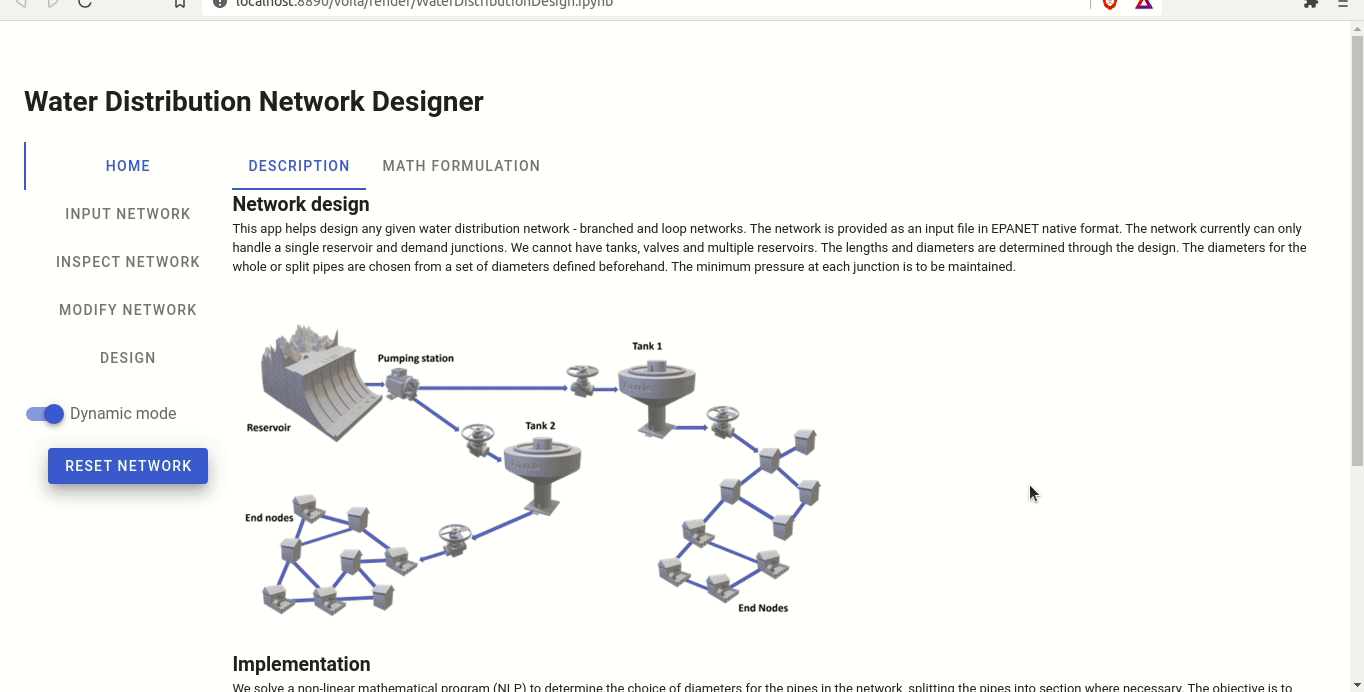 localhost:8890/voila/render/WaterDistributionDesign.ipynb
Water Distribution Network Designer
HOME
INPUT NETWORK
INSPECT NETWORK
MODIFY NETWORK
DESIGN
Dynamic mode
RESET NETWORK
DESCRIPTION
MATH FORMULATION
Network design
This app helps design any given water distribution network - branched and loop networks. The network is provided as an input file in EPANET native format. The network currently can only
handle a single reservoir and demand junctions. We cannot have tanks, valves and multiple reservoirs. The lengths and diameters are determined through the design. The diameters for the
whole or split pipes are chosen from a set of diameters defined beforehand. The minimum pressure at each junction is to be maintained.
Tank 1
Pumping station
Reservoir
Tank 2
End nodes
End Nodes
Implementation
We solve a non-linear mathematical program (NLP) to determine the choice of diameters for the pipes in the network, splitting the pipes into section where necessary. The objective is to